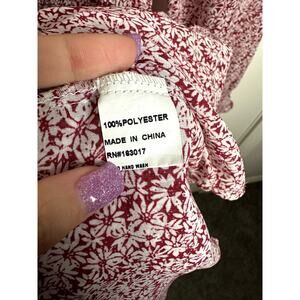 100%POLYESTER
MADE IN CHINA
RN#163017
HAND WASH